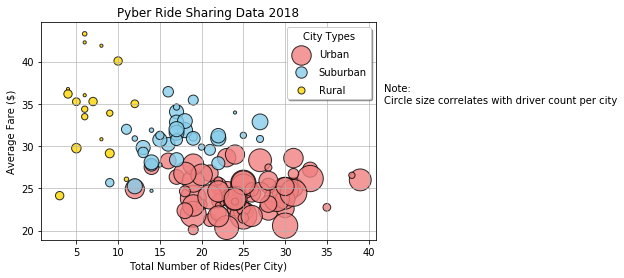 Pyber Ride Sharing Data 2018
City Types
Urban
Suburban
Rural
Note:
Circle size correlates with driver count per city
Average Fare ($)
40
35
30
25
20
5
10
15
20
25
30
35
40
Total Number of Rides(Per City)